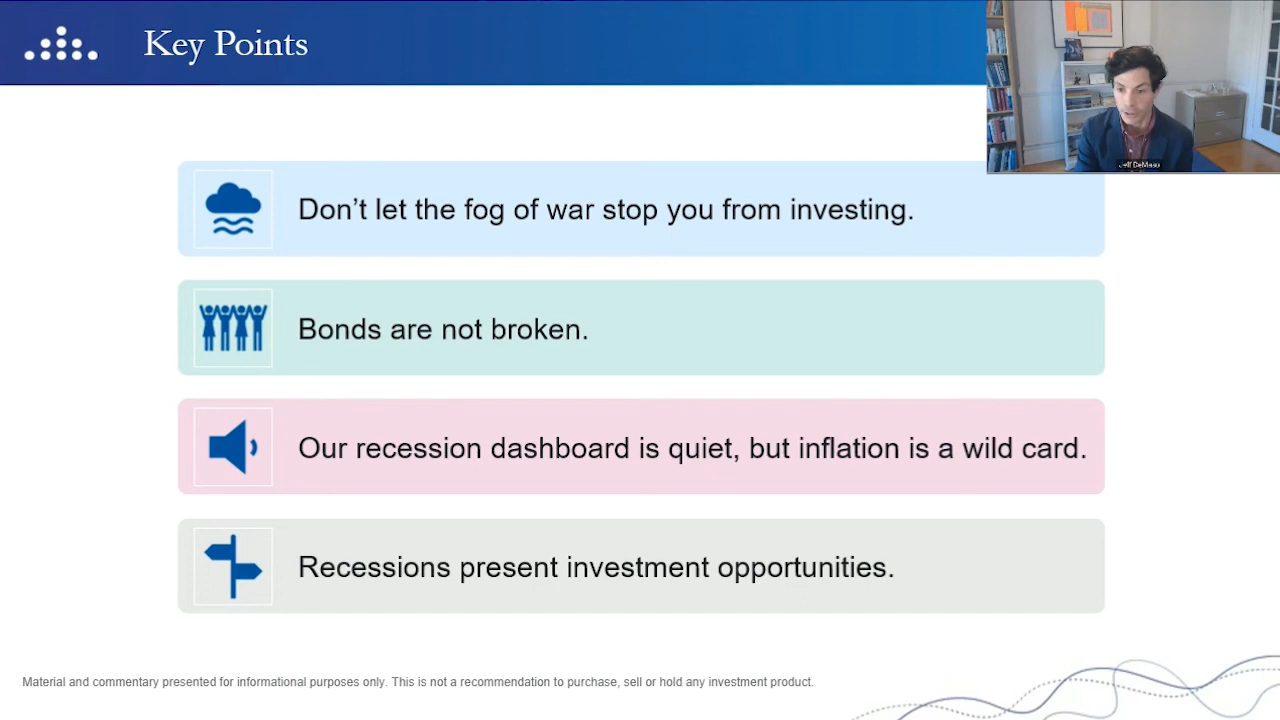 Key Points
Jeff DeMaso
Don’t let the fog of war stop you from investing.
Bonds are not broken.
Our recession dashboard is quiet, but inflation is a wild card.
Recessions present investment opportunities.
Material and commentary presented for informational purposes only. This is not a recommendation to purchase, sell or hold any investment product.